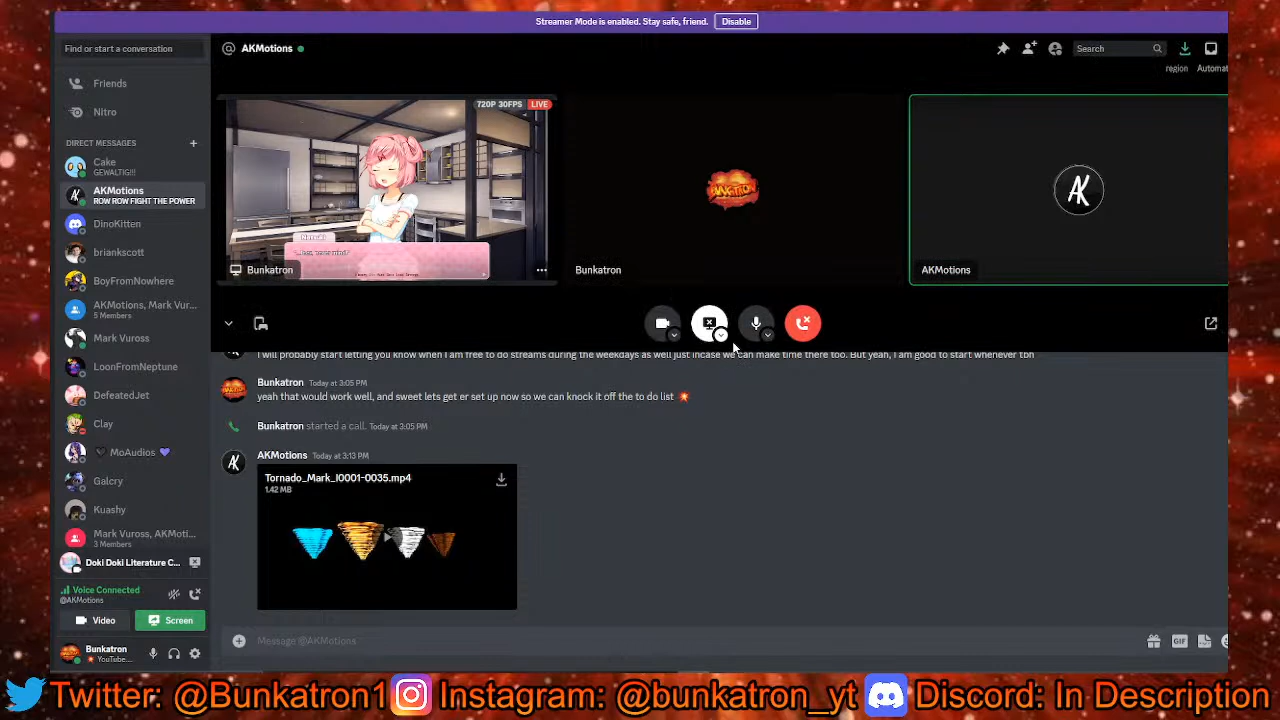 Streamer Mode is enabled. Stay safe, friend. Disable
Find or start a conversation
AKMotions
Search
region
Automat
Friends
Nitro
DIRECT MESSAGES
Cake
GEWALTIG!!!
AKMotions
ROW ROW FIGHT THE POWER
DinoKitten
briankscott
BoyFromNowhere
AKMotions, Mark Vur...
5 Members
Mark Vuross
LoonFromNeptune
DefeatedJet
Clay
MoAudios
Galcry
Kuashy
Mark Vuross, AKMoti...
3 Members
Doki Doki Literature C...
Voice Connected
@AKMotions
Video
Screen
Bunkatron
YouTube...
720P 30FPS LIVE
Natsuki
Bunkatron
BUNKATRON
Bunkatron
AK
AKMotions
I will probably start letting you know when I am free to do streams during the weekdays as well just incase we can make time there too. But yeah, I am good to start whenever tbh
Bunkatron Today at 3:05 PM
yeah that would work well, and sweet lets get er set up now so we can knock it off the to do list
Bunkatron started a call. Today at 3:05 PM
AKMotions Today at 3:13 PM
Tornado_Mark_I0001-0035.mp4
1.42 MB
Message @AKMotions
GIF
Twitter: @Bunkatron1 Instagram: @bunkatron_yt Discord: In Description